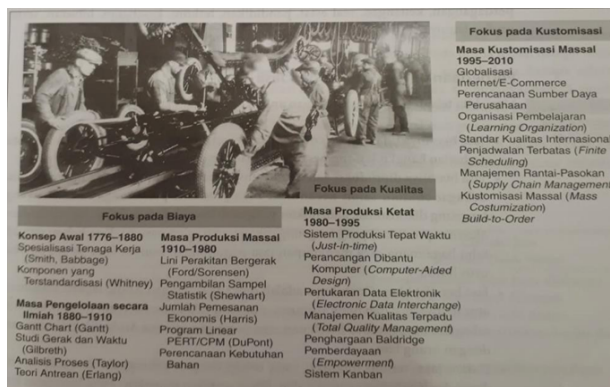 Fokus pada Biaya
Konsep Awal 1776–1880
Spesialisasi Tenaga Kerja
(Smith, Babbage)
Komponen yang
Terstandardisasi (Whitney)
Masa Pengelolaan secara
Ilmiah 1880–1910
Gantt Chart (Gantt)
Studi Gerak dan Waktu
(Gilbreth)
Analisis Proses (Taylor)
Teori Antrean (Erlang)
Masa Produksi Massal
1910–1980
Lini Perakitan Bergerak
(Ford/Sorensen)
Pengambilan Sampel
Statistik (Shewhart)
Jumlah Pemesanan
Ekonomis (Harris)
Program Linear
PERT/CPM (DuPont)
Perencanaan Kebutuhan
Bahan
Fokus pada Kualitas
Masa Produksi Ketat
1980–1995
Sistem Produksi Tepat Waktu
(Just-in-time)
Perancangan Dibantu
Komputer (Computer-Aided
Design)
Pertukaran Data Elektronik
(Electronic Data Interchange)
Manajemen Kualitas Terpadu
(Total Quality Management)
Penghargaan Baldridge
Pemberdayaan
(Empowerment)
Sistem Kanban
Fokus pada Kustomisasi
Masa Kustomisasi Massal
1995–2010
Globalisasi
Internet/E-Commerce
Perencanaan Sumber Daya
Perusahaan
Organisasi Pembelajaran
(Learning Organization)
Standar Kualitas Internasional
Penjadwalan Terbatas (Finite
Scheduling)
Manajemen Rantai-Pasokan
(Supply Chain Management
Kustomisasi Massal (Mass
Costumization)
Build-to-Order